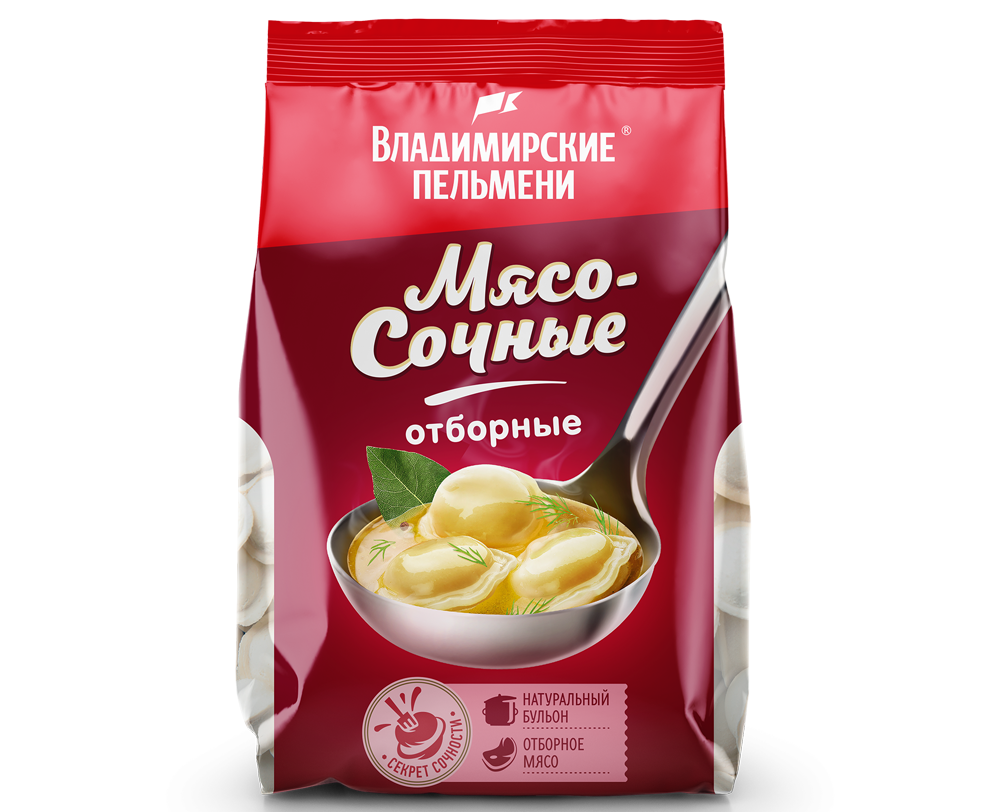 Владимирские®
пельмени
Мясо-
Сочные
отборные
СЕКРЕТ СОЧНОСТИ
НАТУРАЛЬНЫЙ
БУЛЬОН
ОТБОРНОЕ
МЯСО